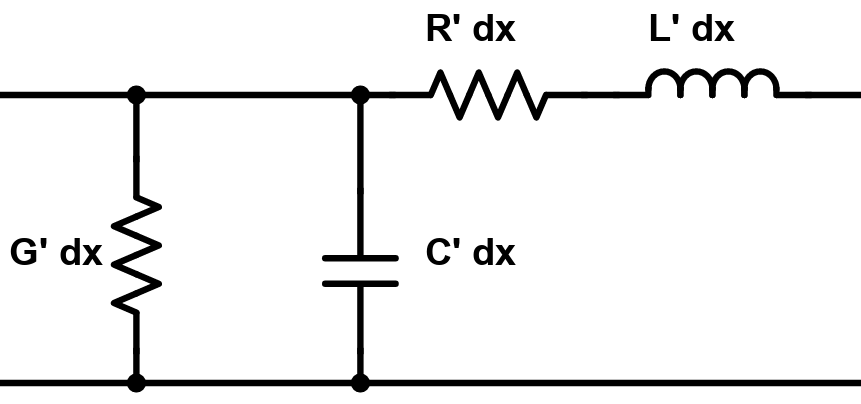 R' dx
L' dx
G' dx
C' dx